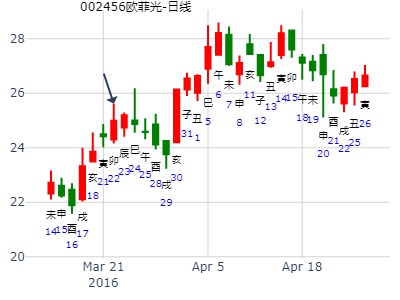 002456欧菲光-日线
28
26
24
22
20
未 14
申 15
酉 16
戌 17
亥 18
寅 21
卯 22
辰 23
巳 24
午 25
酉 28
戌 29
亥 30
子 31
丑 1
巳 5
午 6
未 7
申 8
亥 11
子 12
丑 13
寅 14
卯 15
午 18
未 19
申 20
酉 21
戌 22
丑 25
寅 26
Mar 21
2016
Apr 5
Apr 18